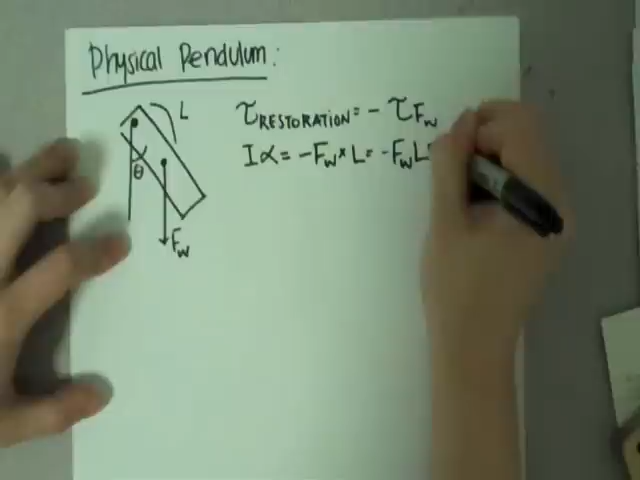 Physical Pendulum:
L
τRESTORATION = - τFw
Iα = -Fw × L = -FwL
θ
Fw